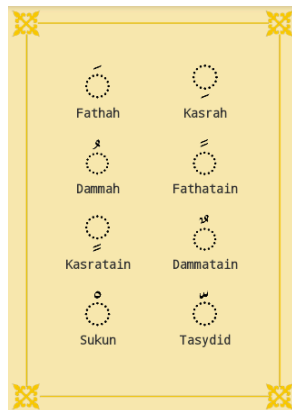 ◌َ ◌ِ
Fathah Kasrah
◌ُ ◌ً
Dammah Fathatain
◌ٍ ◌ٌ
Kasratain Dammatain
◌ْ ◌ّ
Sukun Tasydid